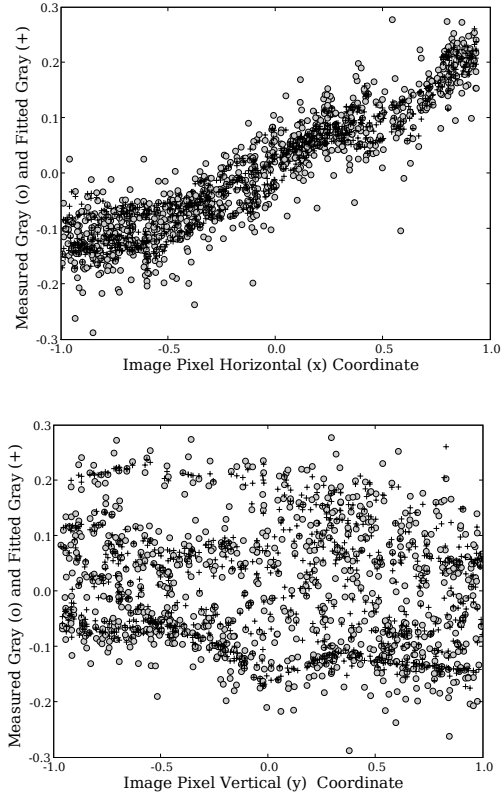 Measured Gray (o) and Fitted Gray (+)
0.3
0.2
0.1
0.0
-0.1
-0.2
-0.3
-1.0 -0.5 0.0 0.5 1.0
Image Pixel Horizontal (x) Coordinate
Measured Gray (o) and Fitted Gray (+)
0.3
0.2
0.1
0.0
-0.1
-0.2
-0.3
-1.0 -0.5 0.0 0.5 1.0
Image Pixel Vertical (y) Coordinate